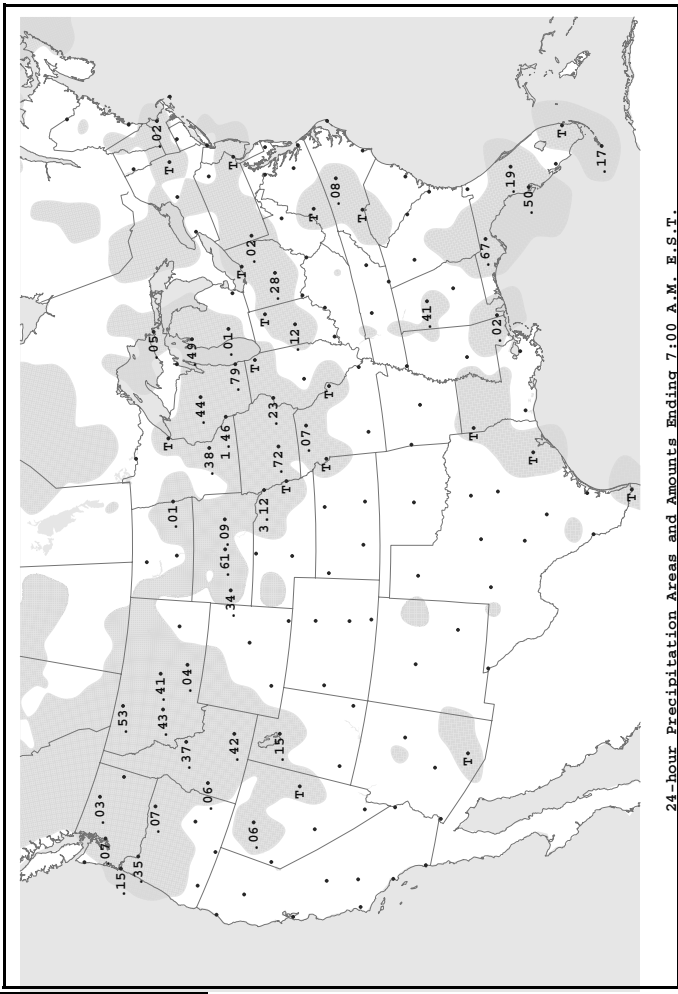 .03
.15
.53
.35
.07
.05
.02
.43
.41
T
T
.01
.37
.04
.49
.44
.06
.38
.34
.61
.09
1.46
.01
.42
.79
T
T
.02
.06
T
3.12
T
.23
.28
.72
.15
T
.12
T
.07
T
T
T
.08
T
.41
T
T
.67
.02
.19
.50
T
T
.17
T
24-hour Precipitation Areas and Amounts Ending 7:00 A.M. E.S.T.